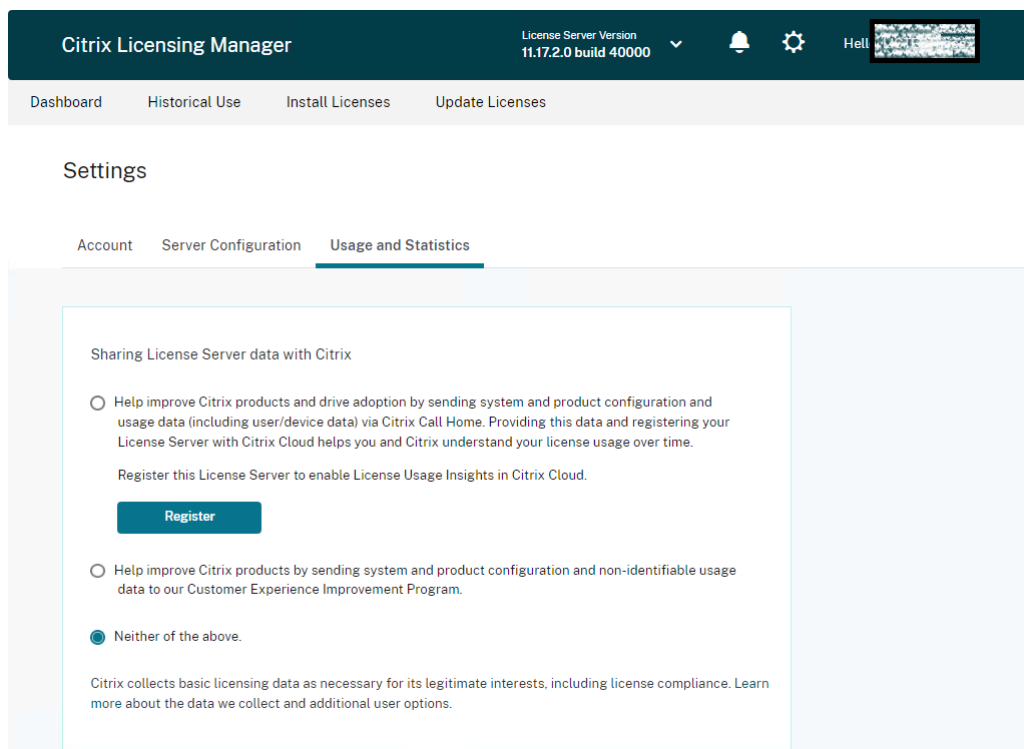 Citrix Licensing Manager
License Server Version
11.17.2.0 build 40000
Hell
Dashboard
Historical Use
Install Licenses
Update Licenses
Settings
Account
Server Configuration
Usage and Statistics
Sharing License Server data with Citrix
Help improve Citrix products and drive adoption by sending system and product configuration and
usage data (including user/device data) via Citrix Call Home. Providing this data and registering your
License Server with Citrix Cloud helps you and Citrix understand your license usage over time.
Register this License Server to enable License Usage Insights in Citrix Cloud.
Register
Help improve Citrix products by sending system and product configuration and non-identifiable usage
data to our Customer Experience Improvement Program.
Neither of the above.
Citrix collects basic licensing data as necessary for its legitimate interests, including license compliance. Learn
more about the data we collect and additional user options.